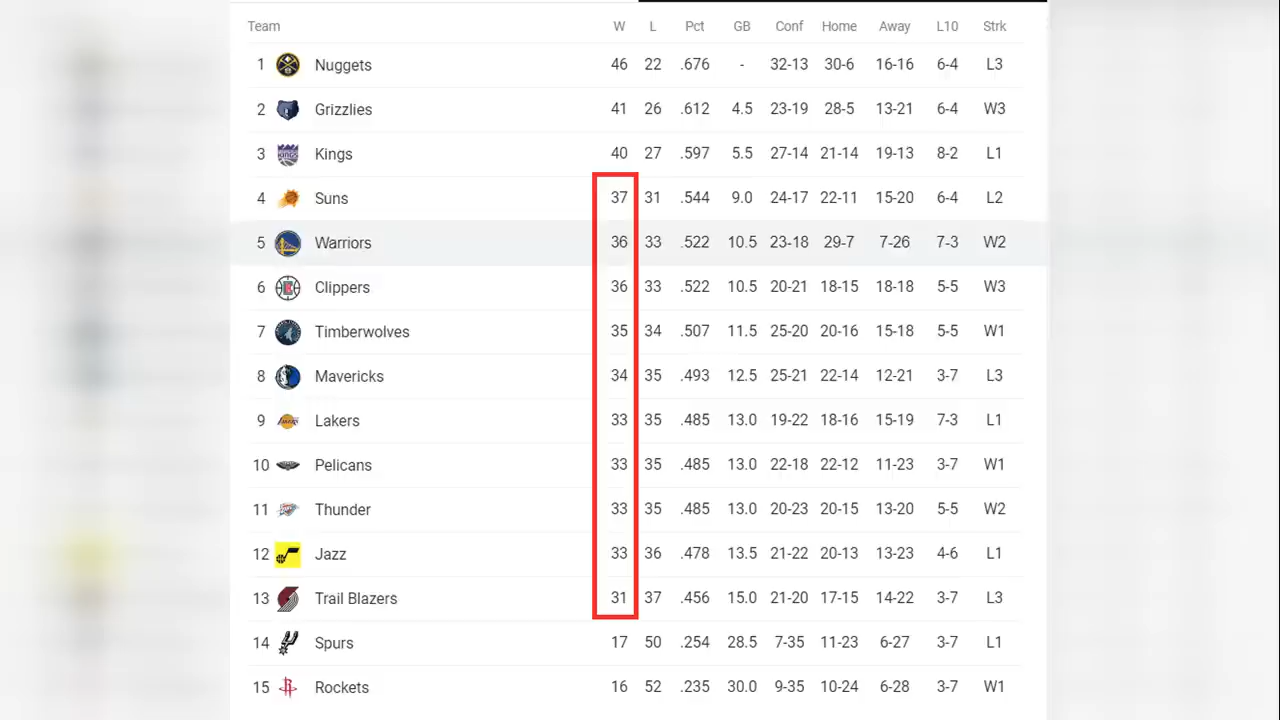 Team W L Pct GB Conf Home Away L10 Strk
1 Nuggets 46 22 .676 - 32-13 30-6 16-16 6-4 L3
2 Grizzlies 41 26 .612 4.5 23-19 28-5 13-21 6-4 W3
3 Kings 40 27 .597 5.5 27-14 21-14 19-13 8-2 L1
4 Suns 37 31 .544 9.0 24-17 22-11 15-20 6-4 L2
5 Warriors 36 33 .522 10.5 23-18 29-7 7-26 7-3 W2
6 Clippers 36 33 .522 10.5 20-21 18-15 18-18 5-5 W3
7 Timberwolves 35 34 .507 11.5 25-20 20-16 15-18 5-5 W1
8 Mavericks 34 35 .493 12.5 25-21 22-14 12-21 3-7 L3
9 Lakers 33 35 .485 13.0 19-22 18-16 15-19 7-3 L1
10 Pelicans 33 35 .485 13.0 22-18 22-12 11-23 3-7 W1
11 Thunder 33 35 .485 13.0 20-23 20-15 13-20 5-5 W2
12 Jazz 33 36 .478 13.5 21-22 20-13 13-23 4-6 L1
13 Trail Blazers 31 37 .456 15.0 21-20 17-15 14-22 3-7 L3
14 Spurs 17 50 .254 28.5 7-35 11-23 6-27 3-7 L1
15 Rockets 16 52 .235 30.0 9-35 10-24 6-28 3-7 W1